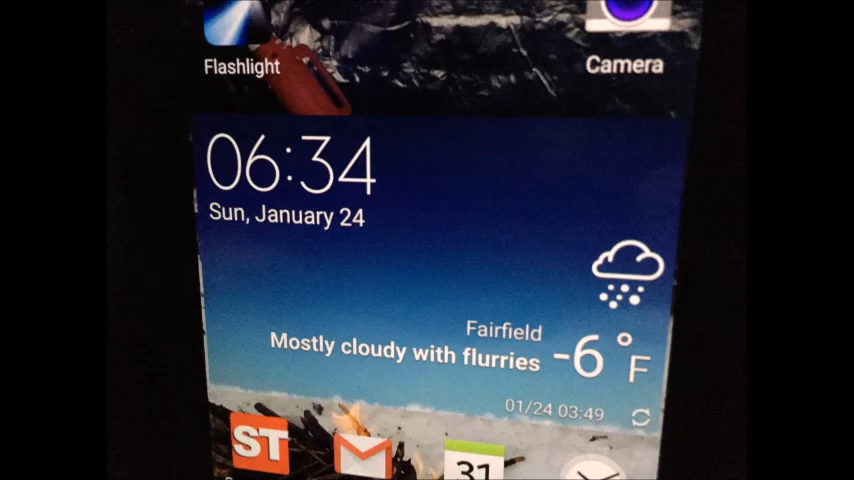 Flashlight
Camera
06:34
Sun, January 24
Fairfield
Mostly cloudy with flurries
-6°F
01/24 03:49
ST
31